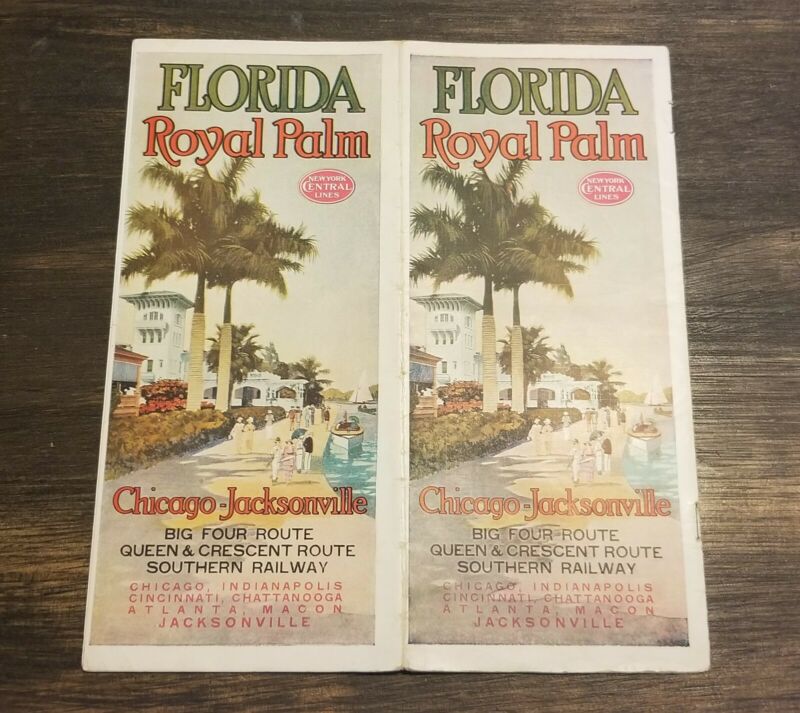 FLORIDA
Royal Palm
NEW YORK
CENTRAL
LINES
Chicago-Jacksonville
BIG FOUR ROUTE
QUEEN & CRESCENT ROUTE
SOUTHERN RAILWAY
CHICAGO, INDIANAPOLIS
CINCINNATI, CHATTANOOGA
ATLANTA, MACON
JACKSONVILLE
FLORIDA
Royal Palm
NEW YORK
CENTRAL
LINES
Chicago-Jacksonville
BIG FOUR ROUTE
QUEEN & CRESCENT ROUTE
SOUTHERN RAILWAY
CHICAGO, INDIANAPOLIS
CINCINNATI, CHATTANOOGA
ATLANTA, MACON
JACKSONVILLE